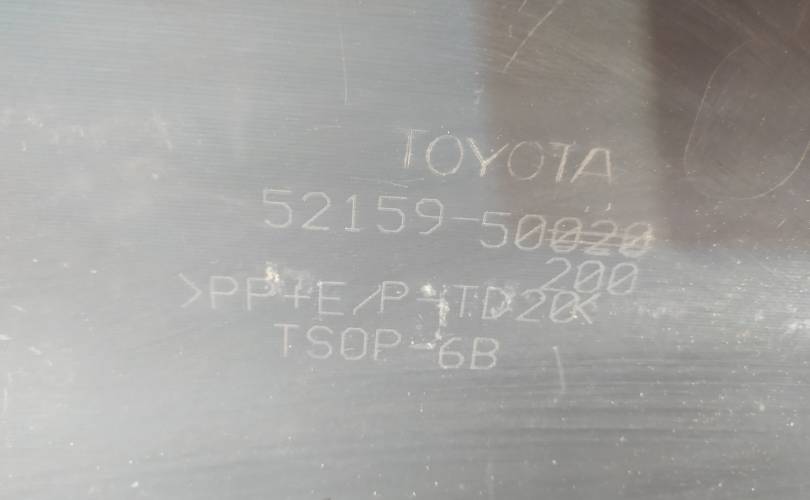 TOYOTA
52159-50020
200
>PP+E/P-TD20<
TSOP-6B